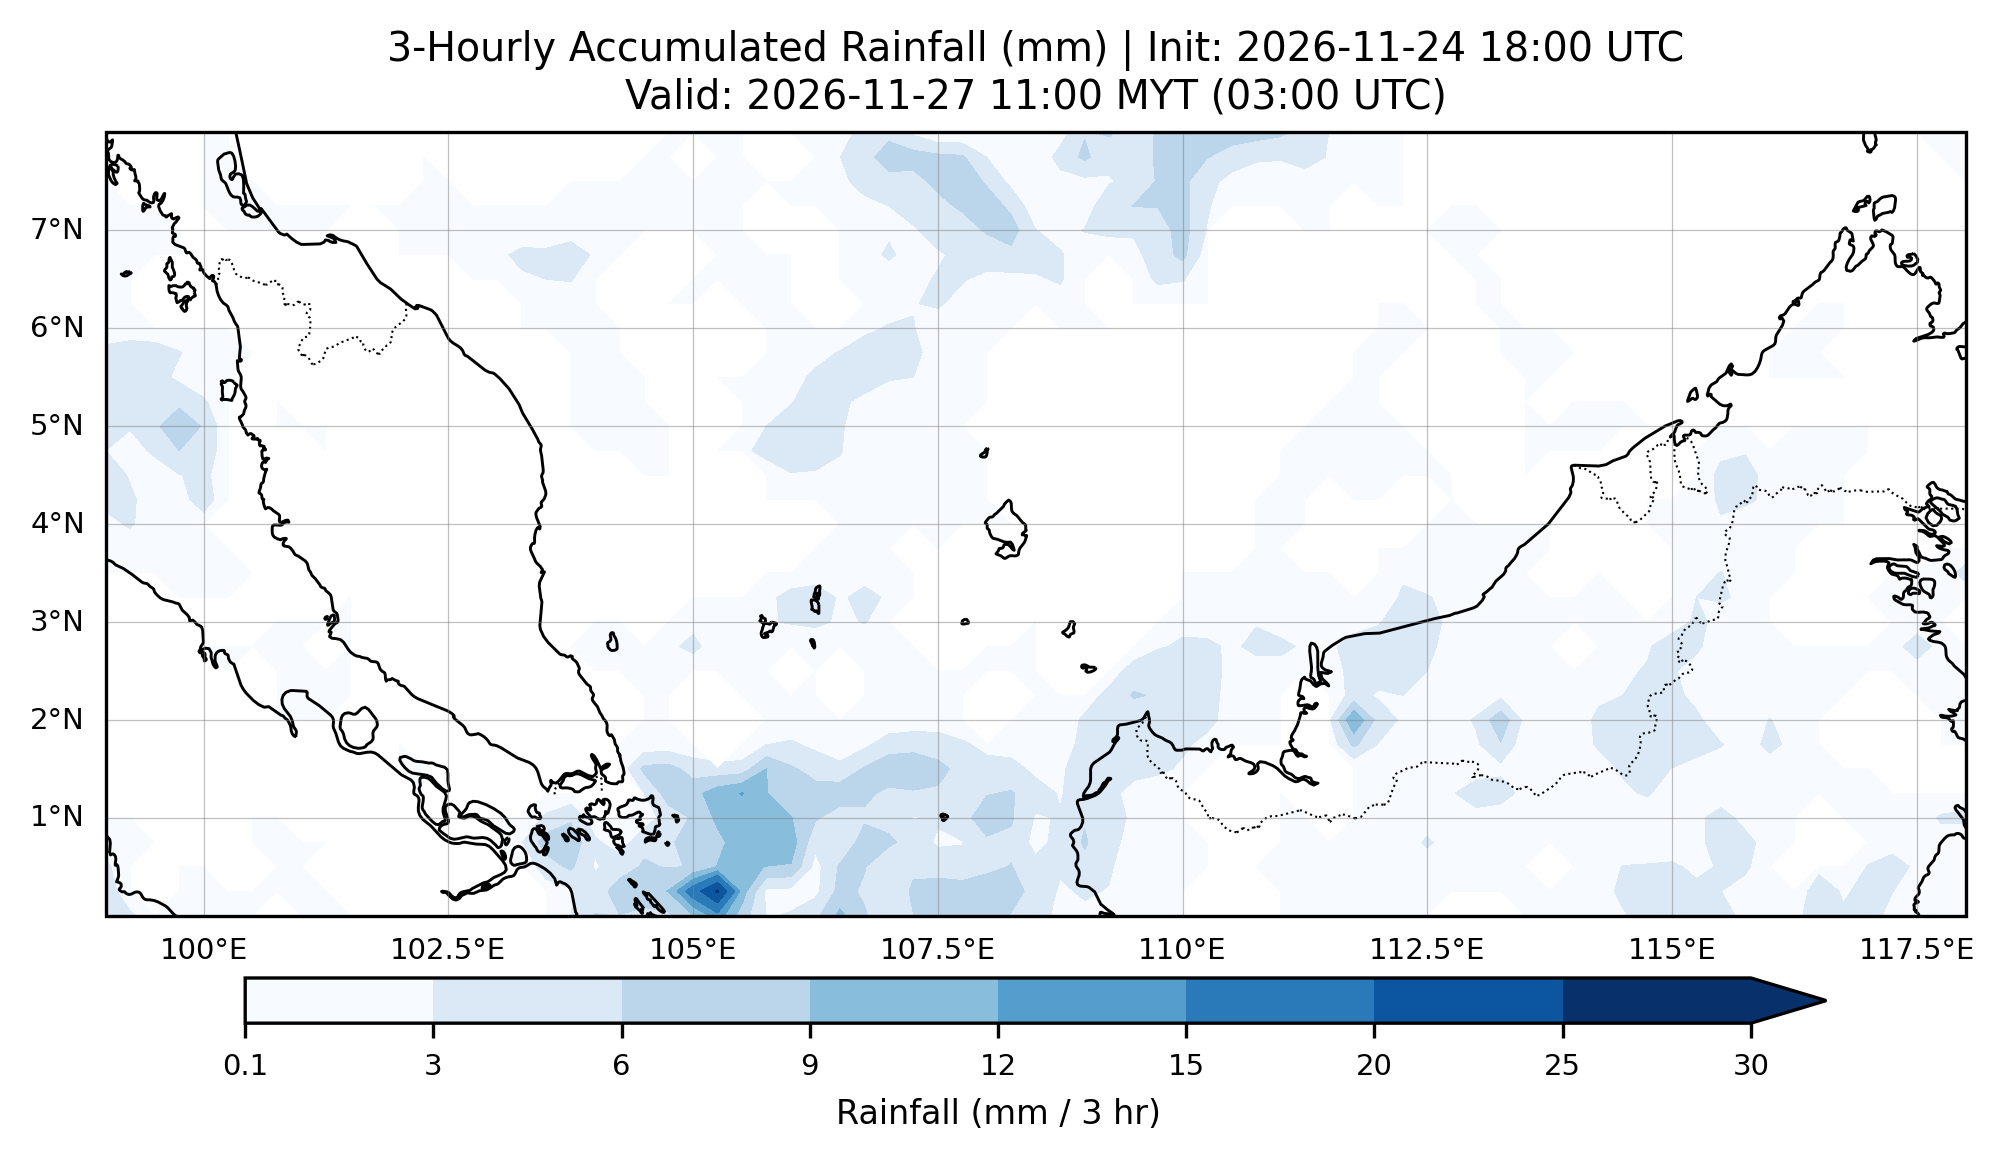 3-Hourly Accumulated Rainfall (mm) | Init: 2026-11-24 18:00 UTC
Valid: 2026-11-27 11:00 MYT (03:00 UTC)
7°N
6°N
5°N
4°N
3°N
2°N
1°N
100°E 102.5°E 105°E 107.5°E 110°E 112.5°E 115°E 117.5°E
0.1 3 6 9 12 15 20 25 30
Rainfall (mm / 3 hr)